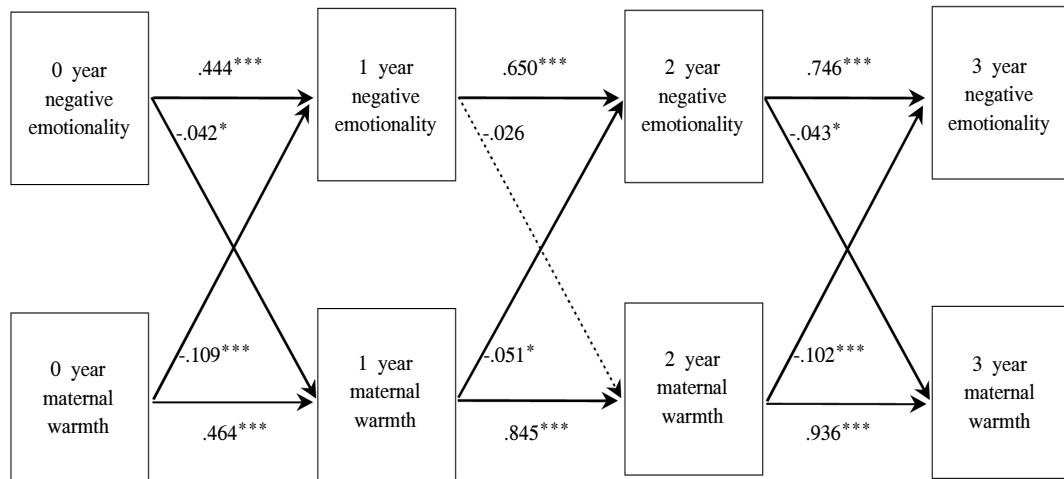 0 year
negative
emotionality
.444***
1 year
negative
emotionality
.650***
2 year
negative
emotionality
.746***
3 year
negative
emotionality
-.042*
-.026
-.043*
-.109***
-.051*
-.102***
0 year
maternal
warmth
1 year
maternal
warmth
2 year
maternal
warmth
3 year
maternal
warmth
.464***
.845***
.936***